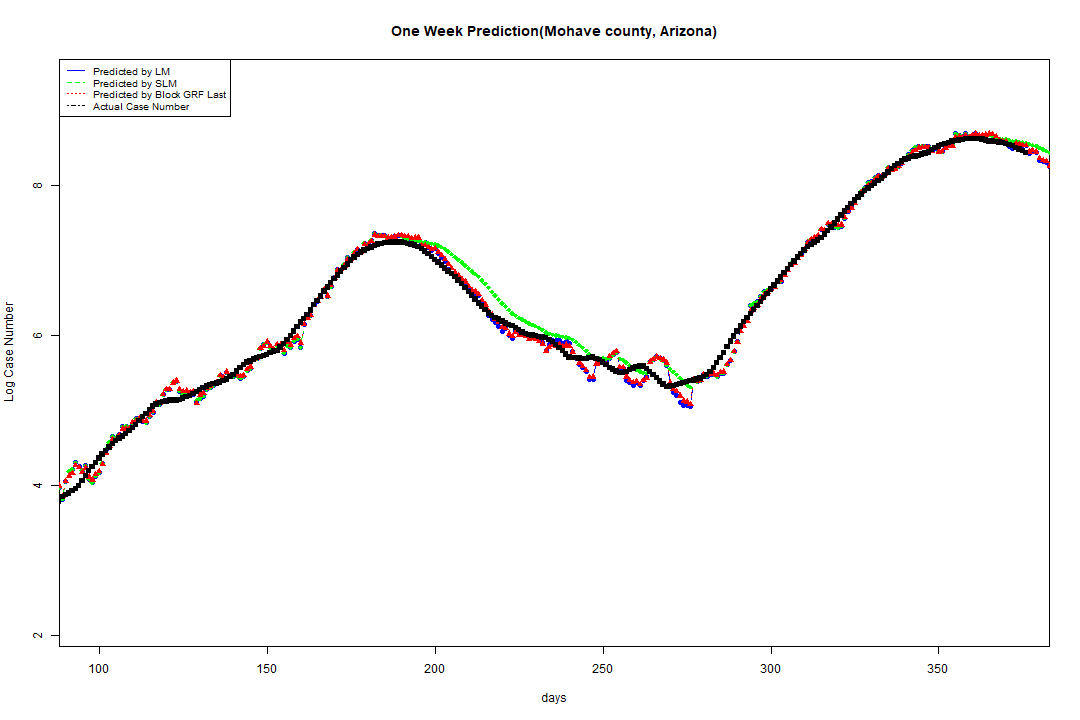 One Week Prediction(Mohave county, Arizona)
Predicted by LM
Predicted by SLM
Predicted by Block GRF Last
Actual Case Number
8
6
4
2
Log Case Number
100 150 200 250 300 350
days